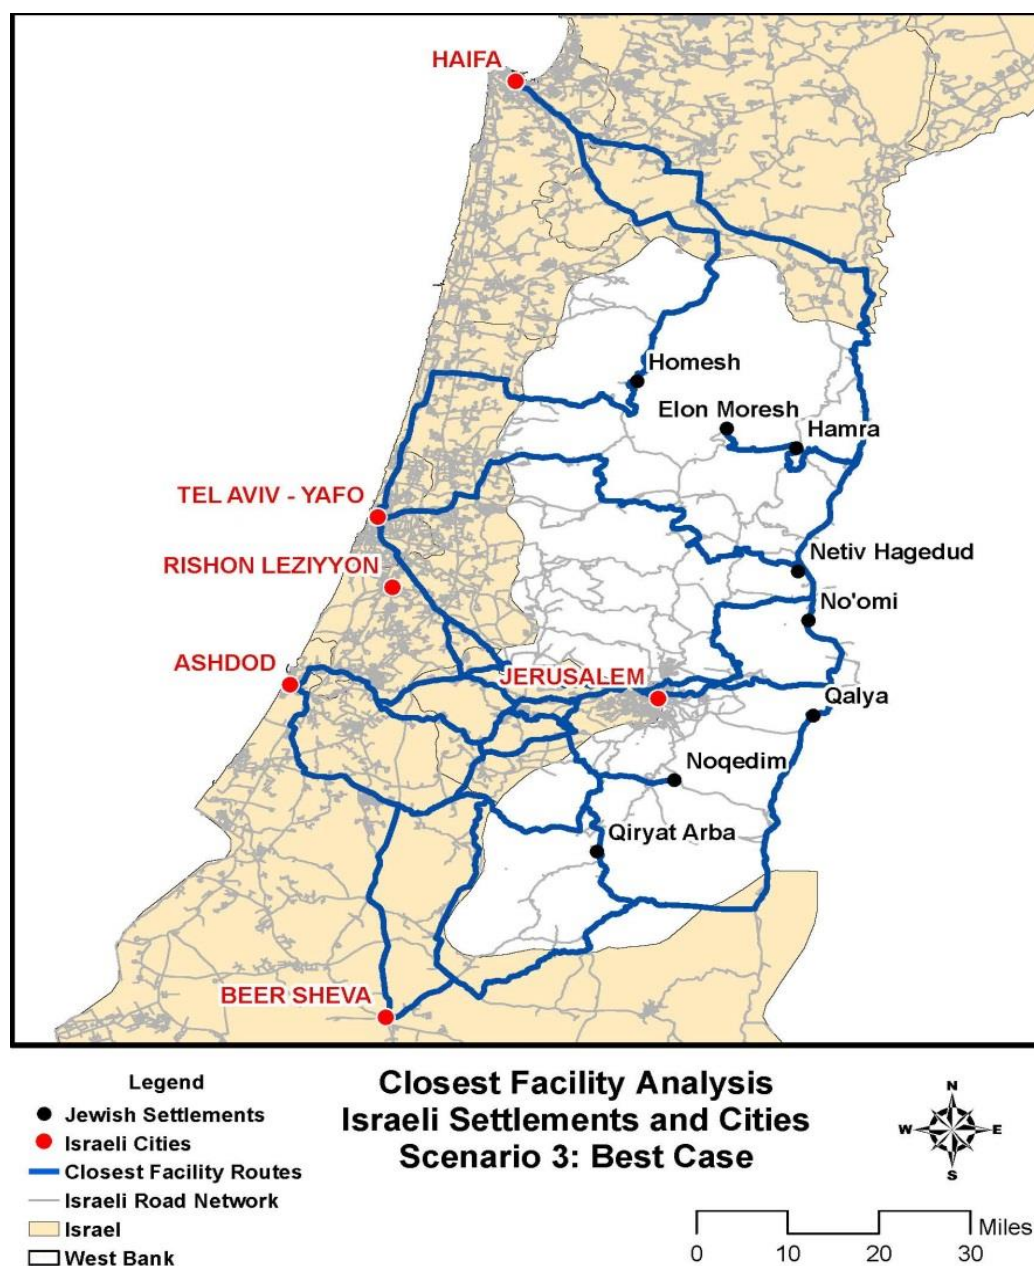 HAIFA
Homesh
Elon Moresh
Hamra
TEL AVIV - YAFO
Netiv Hagedud
RISHON LEZIYYON
No'omi
ASHDOD
JERUSALEM
Qalya
Noqedim
Qiryat Arba
BEER SHEVA
Legend
Jewish Settlements
Israeli Cities
Closest Facility Routes
Israeli Road Network
Israel
West Bank
Closest Facility Analysis
Israeli Settlements and Cities
Scenario 3: Best Case
N
W E
S
Miles
0 10 20 30